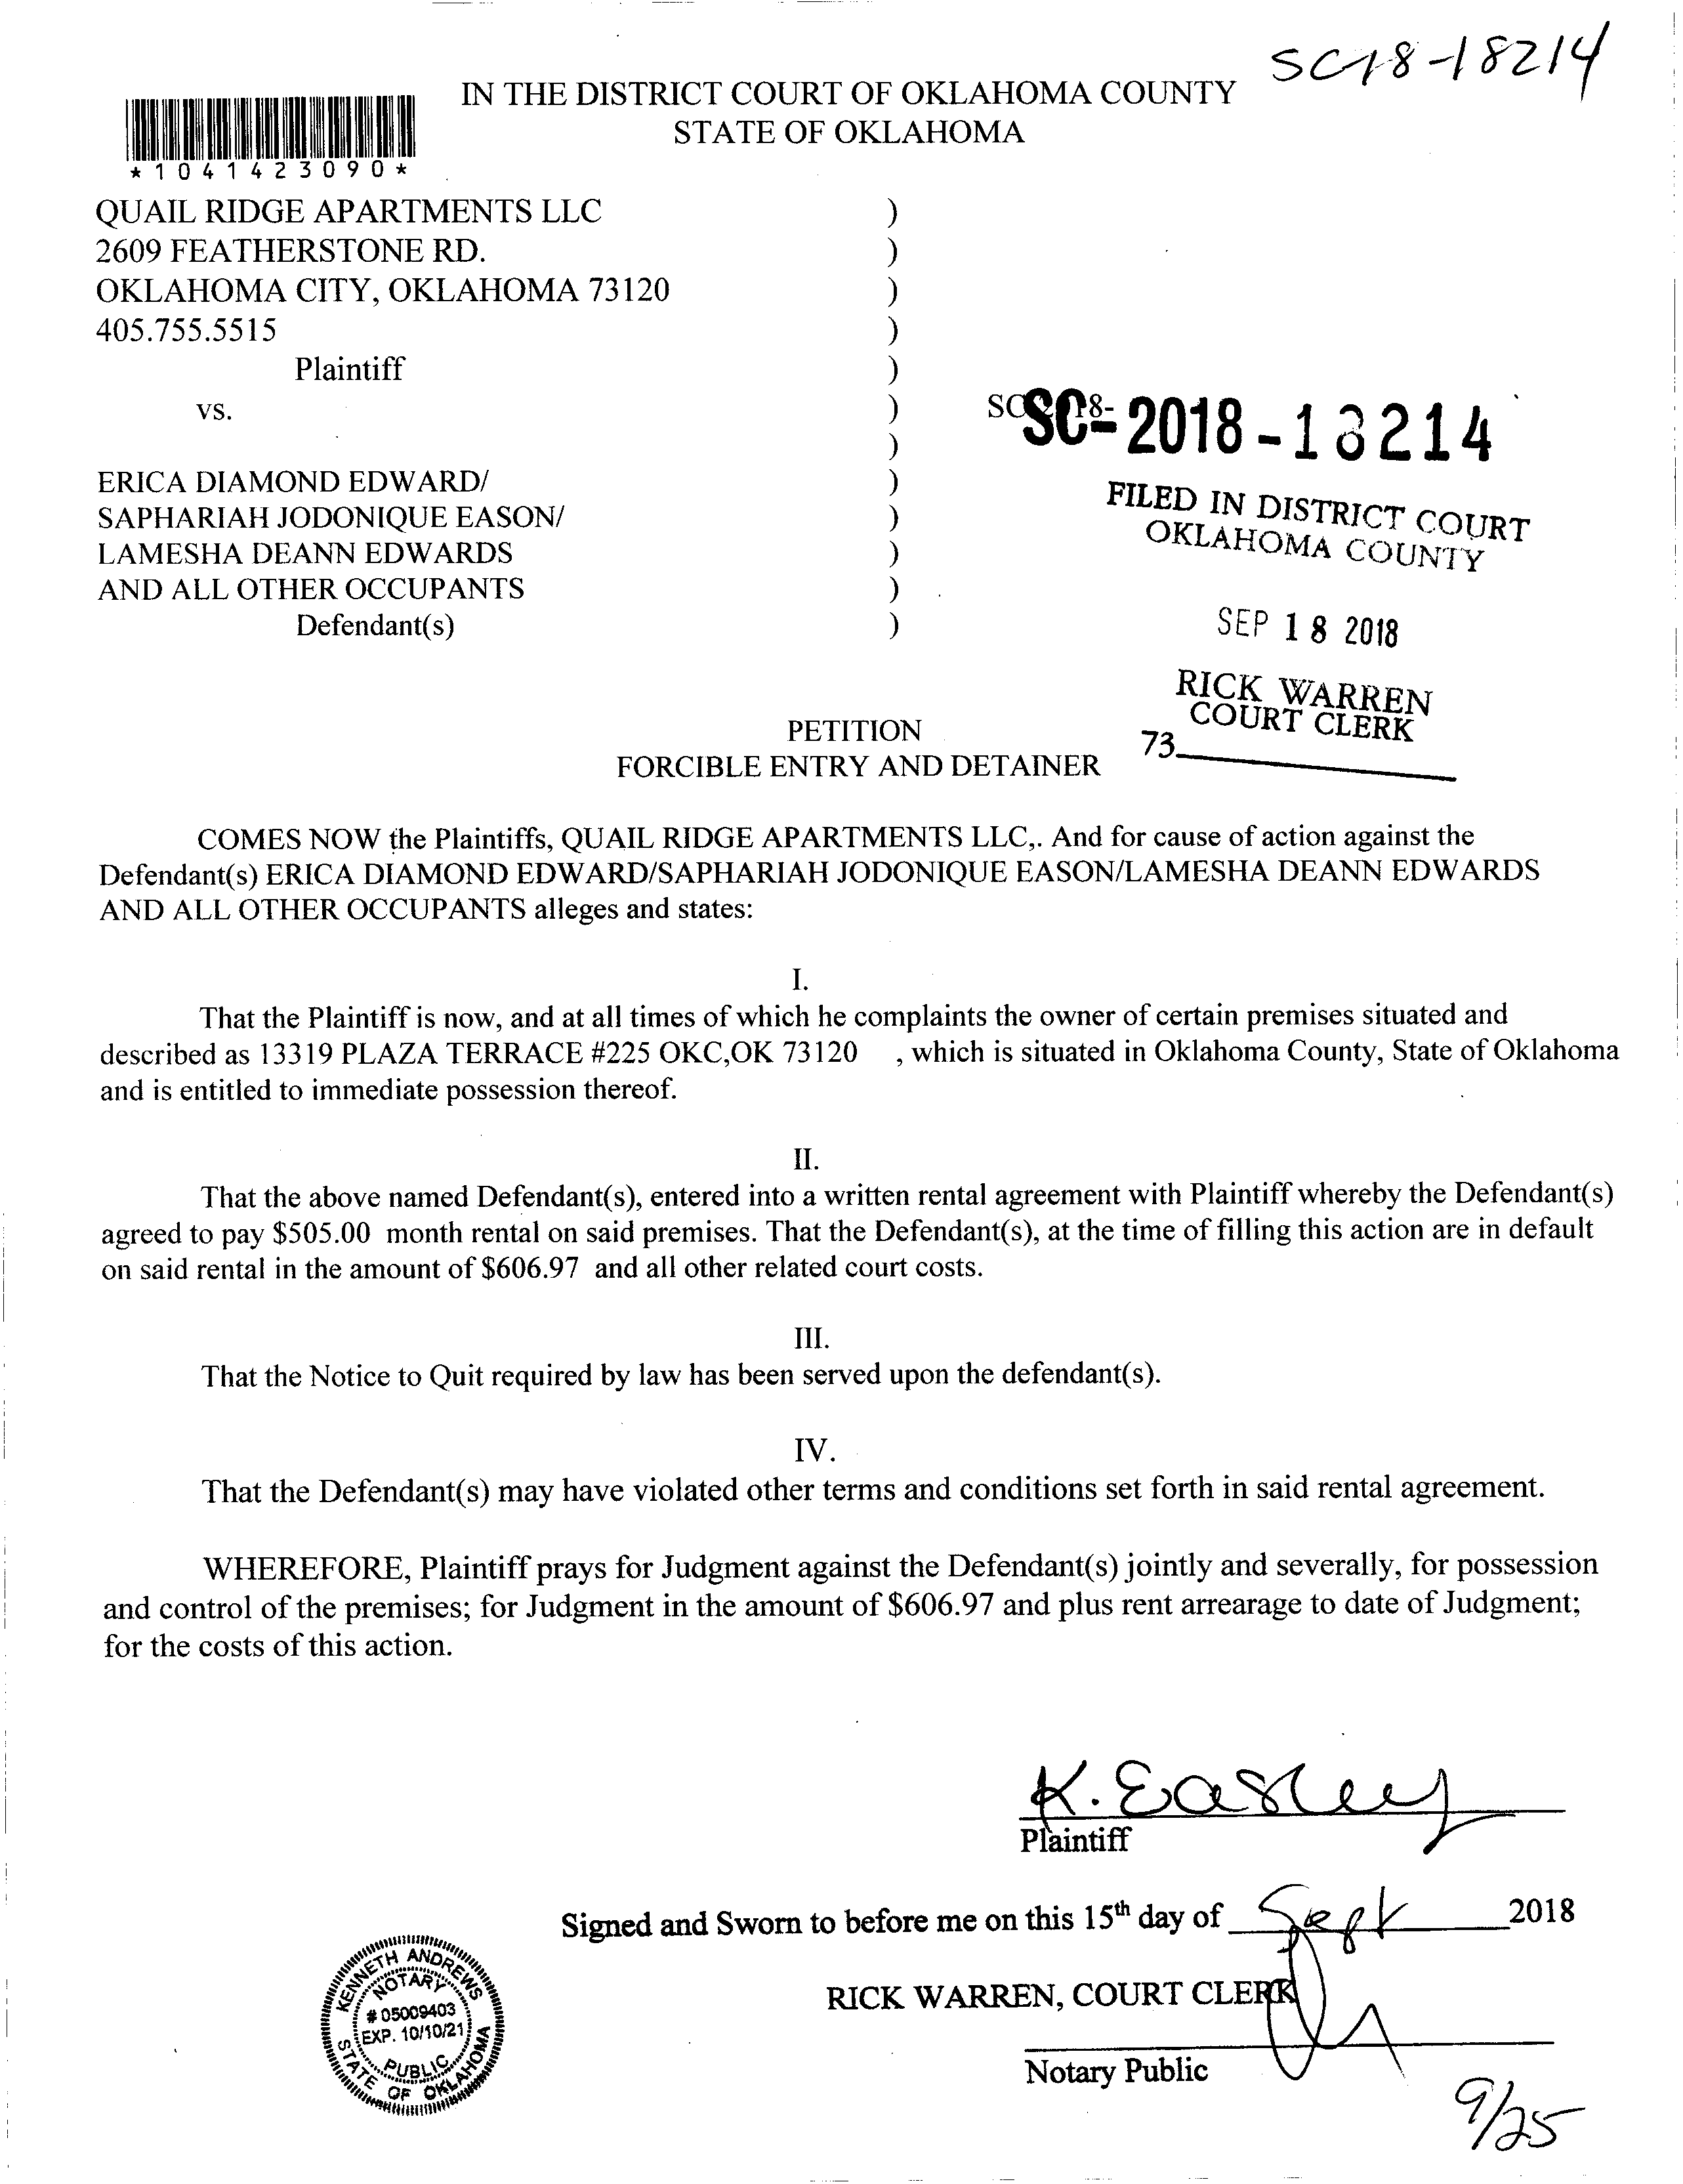 SC-18-18214
IN THE DISTRICT COURT OF OKLAHOMA COUNTY
STATE OF OKLAHOMA
*1041423090*
QUAIL RIDGE APARTMENTS LLC )
2609 FEATHERSTONE RD. )
OKLAHOMA CITY, OKLAHOMA 73120 )
405.755.5515 )
Plaintiff )
vs. )
)
ERICA DIAMOND EDWARD/ )
SAPHARIAH JODONIQUE EASON/ )
LAMESHA DEANN EDWARDS )
AND ALL OTHER OCCUPANTS )
Defendant(s) )
SC-2018-18214
FILED IN DISTRICT COURT
OKLAHOMA COUNTY
SEP 18 2018
RICK WARREN
COURT CLERK
73
PETITION
FORCIBLE ENTRY AND DETAINER
COMES NOW the Plaintiffs, QUAIL RIDGE APARTMENTS LLC,. And for cause of action against the
Defendant(s) ERICA DIAMOND EDWARD/SAPHARIAH JODONIQUE EASON/LAMESHA DEANN EDWARDS
AND ALL OTHER OCCUPANTS alleges and states:
I.
That the Plaintiff is now, and at all times of which he complaints the owner of certain premises situated and
described as 13319 PLAZA TERRACE #225 OKC,OK 73120 , which is situated in Oklahoma County, State of Oklahoma
and is entitled to immediate possession thereof.
II.
That the above named Defendant(s), entered into a written rental agreement with Plaintiff whereby the Defendant(s)
agreed to pay $505.00 month rental on said premises. That the Defendant(s), at the time of filling this action are in default
on said rental in the amount of $606.97 and all other related court costs.
III.
That the Notice to Quit required by law has been served upon the defendant(s).
IV.
That the Defendant(s) may have violated other terms and conditions set forth in said rental agreement.
WHEREFORE, Plaintiff prays for Judgment against the Defendant(s) jointly and severally, for possession
and control of the premises; for Judgment in the amount of $606.97 and plus rent arrearage to date of Judgment;
for the costs of this action.
K. Easley
Plaintiff
Signed and Sworn to before me on this 15th day of Sept 2018
RICK WARREN, COURT CLERK
Notary Public
KENNETH ANDREWS
NOTARY
# 05009403
EXP. 10/10/21
PUBLIC
STATE OF OKLAHOMA
9/25